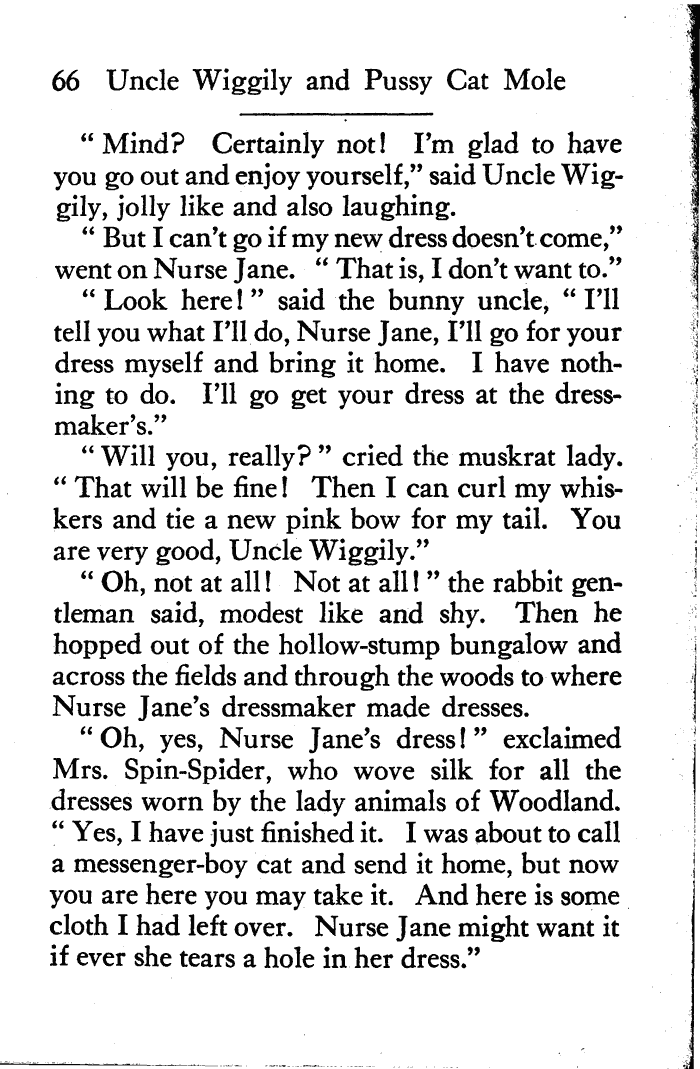 66 Uncle Wiggily and Pussy Cat Mole
“ Mind? Certainly not! I'm glad to have
you go out and enjoy yourself,” said Uncle Wig-
gily, jolly like and also laughing.
“ But I can't go if my new dress doesn't come,”
went on Nurse Jane. “ That is, I don't want to.”
“ Look here! ” said the bunny uncle, “ I'll
tell you what I'll do, Nurse Jane, I'll go for your
dress myself and bring it home. I have noth-
ing to do. I'll go get your dress at the dress-
maker's.”
“ Will you, really? ” cried the muskrat lady.
“ That will be fine! Then I can curl my whis-
kers and tie a new pink bow for my tail. You
are very good, Uncle Wiggily.”
“ Oh, not at all! Not at all! ” the rabbit gen-
tleman said, modest like and shy. Then he
hopped out of the hollow-stump bungalow and
across the fields and through the woods to where
Nurse Jane's dressmaker made dresses.
“ Oh, yes, Nurse Jane's dress! ” exclaimed
Mrs. Spin-Spider, who wove silk for all the
dresses worn by the lady animals of Woodland.
“ Yes, I have just finished it. I was about to call
a messenger-boy cat and send it home, but now
you are here you may take it. And here is some
cloth I had left over. Nurse Jane might want it
if ever she tears a hole in her dress.”